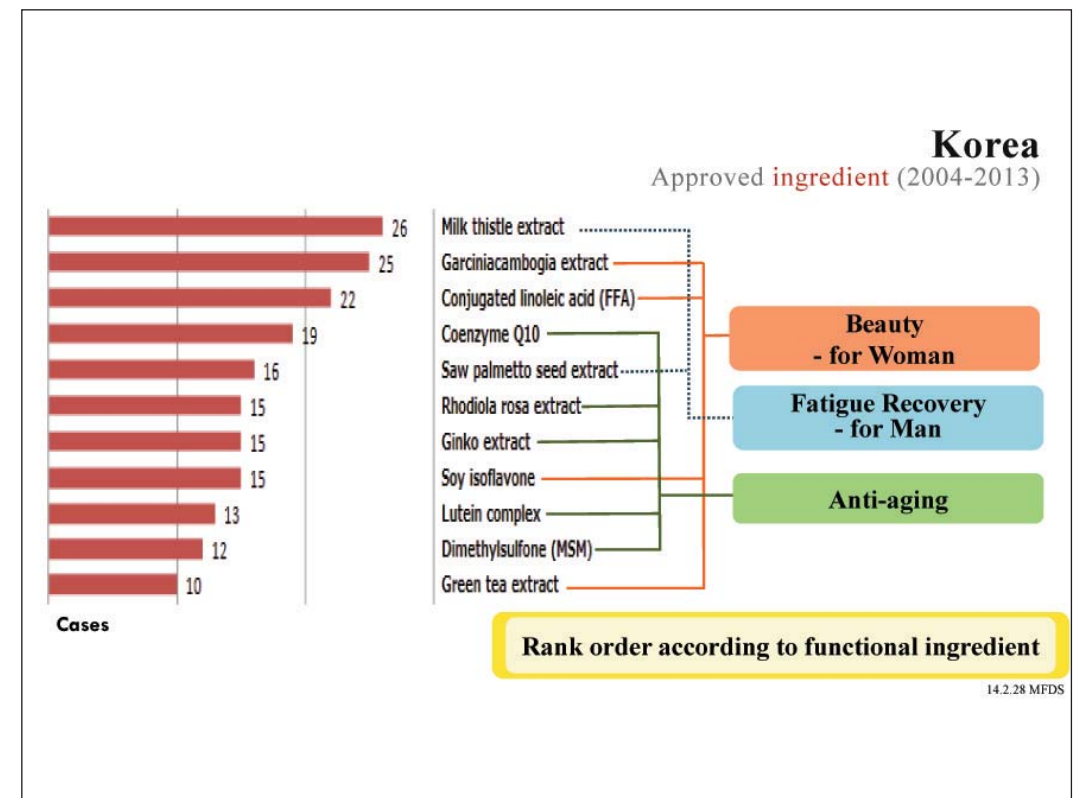 Korea
Approved ingredient (2004-2013)
26 Milk thistle extract
25 Garciniacambogia extract
22 Conjugated linoleic acid (FFA)
19 Coenzyme Q10
16 Saw palmetto seed extract
15 Rhodiola rosa extract
15 Ginko extract
15 Soy isoflavone
13 Lutein complex
12 Dimethylsulfone (MSM)
10 Green tea extract
Beauty
- for Woman
Fatigue Recovery
- for Man
Anti-aging
Cases
Rank order according to functional ingredient
14.2.28 MFDS